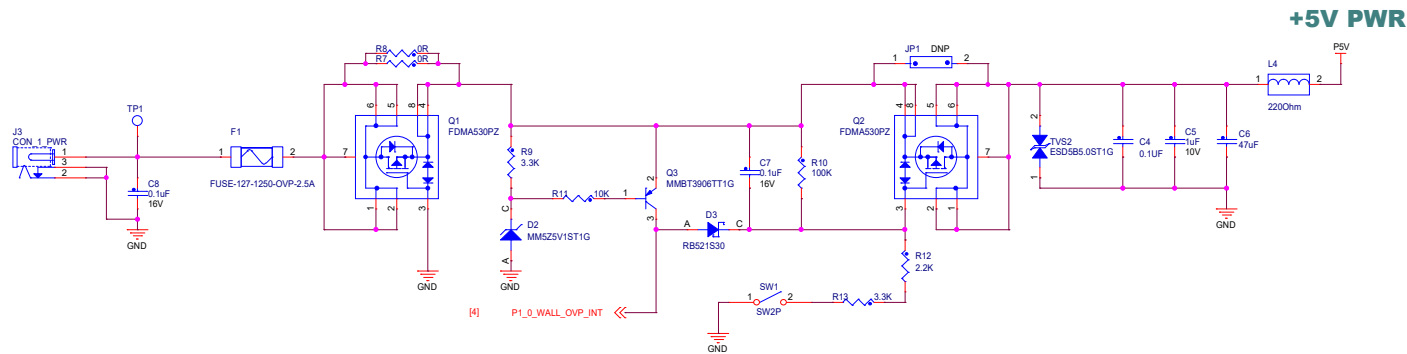 +5V PWR
R8 0R
R7 0R
JP1 DNP
1 2
P5V
L4
1 2
220Ohm
TP1
J3
CON_1_PWR
1
3
2
F1
1 2
FUSE-127-1250-OVP-2.5A
C8
0.1uF
16V
GND
6 5 8 4
7
1 2 3
Q1
FDMA530PZ
GND
R9
3.3K
R11 10K
C
D2
MM5Z5V1ST1G
A
GND
Q3
MMBT3906TT1G
2
1
3
C7
0.1uF
16V
R10
100K
D3
A C
RB521S30
Q2
FDMA530PZ
4 8 5 6
7
3 2 1
R12
2.2K
R13 3.3K
SW1
1 2
SW2P
GND
[4] P1_0_WALL_OVP_INT
2
TVS2
ESD5B5.0ST1G
1
C4
0.1UF
C5
1uF
10V
C6
47uF
GND